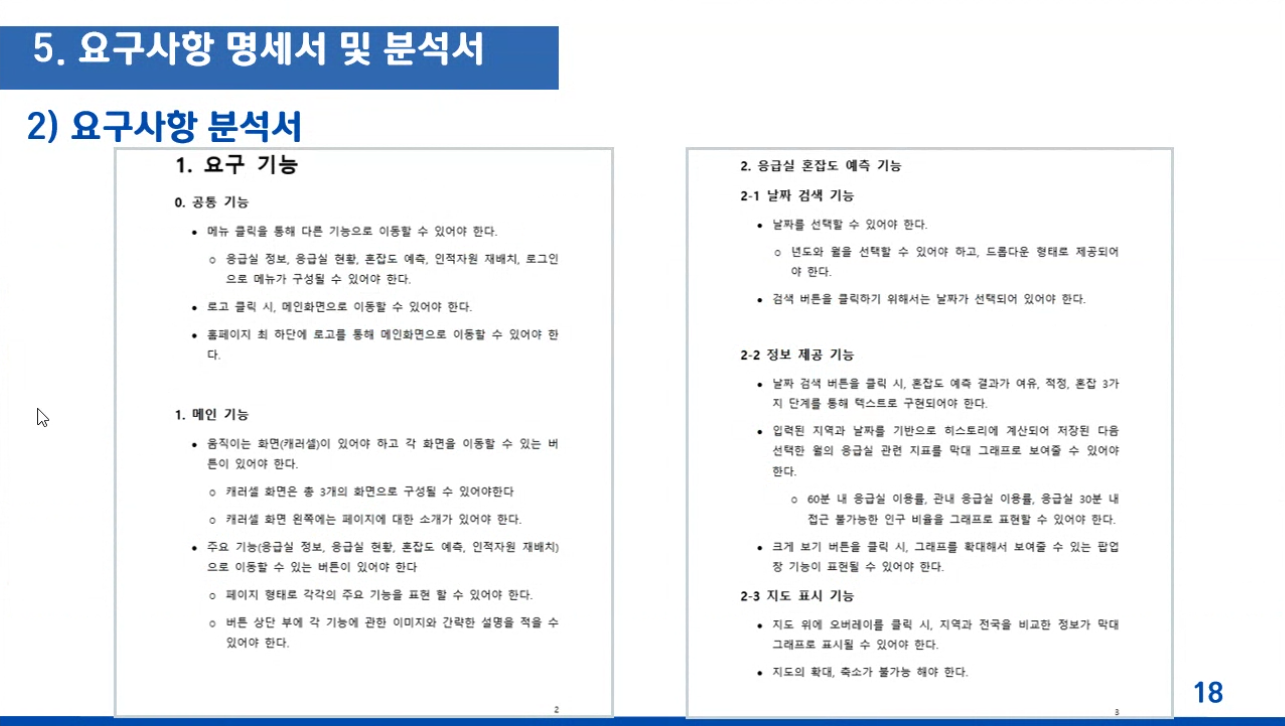 5. 요구사항 명세서 및 분석서
2) 요구사항 분석서
1. 요구 기능
0. 공통 기능
• 메뉴 클릭을 통해 다른 기능으로 이동할 수 있어야 한다.
o 응급실 정보, 응급실 현황, 혼잡도 예측, 인적자원 재배치, 로그인
으로 메뉴가 구성될 수 있어야 한다.
• 로고 클릭 시, 메인화면으로 이동할 수 있어야 한다.
• 홈페이지 최 하단에 로고를 통해 메인화면으로 이동할 수 있어야 한
다.
1. 메인 기능
• 움직이는 화면(캐러셀)이 있어야 하고 각 화면을 이동할 수 있는 버
튼이 있어야 한다.
o 캐러셀 화면은 총 3개의 화면으로 구성될 수 있어야한다
o 캐러셀 화면 왼쪽에는 페이지에 대한 소개가 있어야 한다.
• 주요 기능(응급실 정보, 응급실 현황, 혼잡도 예측, 인적자원 재배치)
으로 이동할 수 있는 버튼이 있어야 한다
o 페이지 형태로 각각의 주요 기능을 표현 할 수 있어야 한다.
o 버튼 상단 부에 각 기능에 관한 이미지와 간략한 설명을 적을 수
있어야 한다.
2
2. 응급실 혼잡도 예측 기능
2-1 날짜 검색 기능
• 날짜를 선택할 수 있어야 한다.
o 년도와 월을 선택할 수 있어야 하고, 드롭다운 형태로 제공되어
야 한다.
• 검색 버튼을 클릭하기 위해서는 날짜가 선택되어 있어야 한다.
2-2 정보 제공 기능
• 날짜 검색 버튼을 클릭 시, 혼잡도 예측 결과가 여유, 적정, 혼잡 3가
지 단계를 통해 텍스트로 구현되어야 한다.
• 입력된 지역과 날짜를 기반으로 히스토리에 계산되어 저장된 다음
선택한 월의 응급실 관련 지표를 막대 그래프로 보여줄 수 있어야
한다.
o 60분 내 응급실 이용률, 관내 응급실 이용률, 응급실 30분 내
접근 불가능한 인구 비율을 그래프로 표현할 수 있어야 한다.
• 크게 보기 버튼을 클릭 시, 그래프를 확대해서 보여줄 수 있는 팝업
창 기능이 표현될 수 있어야 한다.
2-3 지도 표시 기능
• 지도 위에 오버레이를 클릭 시, 지역과 전국을 비교한 정보가 막대
그래프로 표시될 수 있어야 한다.
• 지도의 확대, 축소가 불가능 해야 한다.
3
18